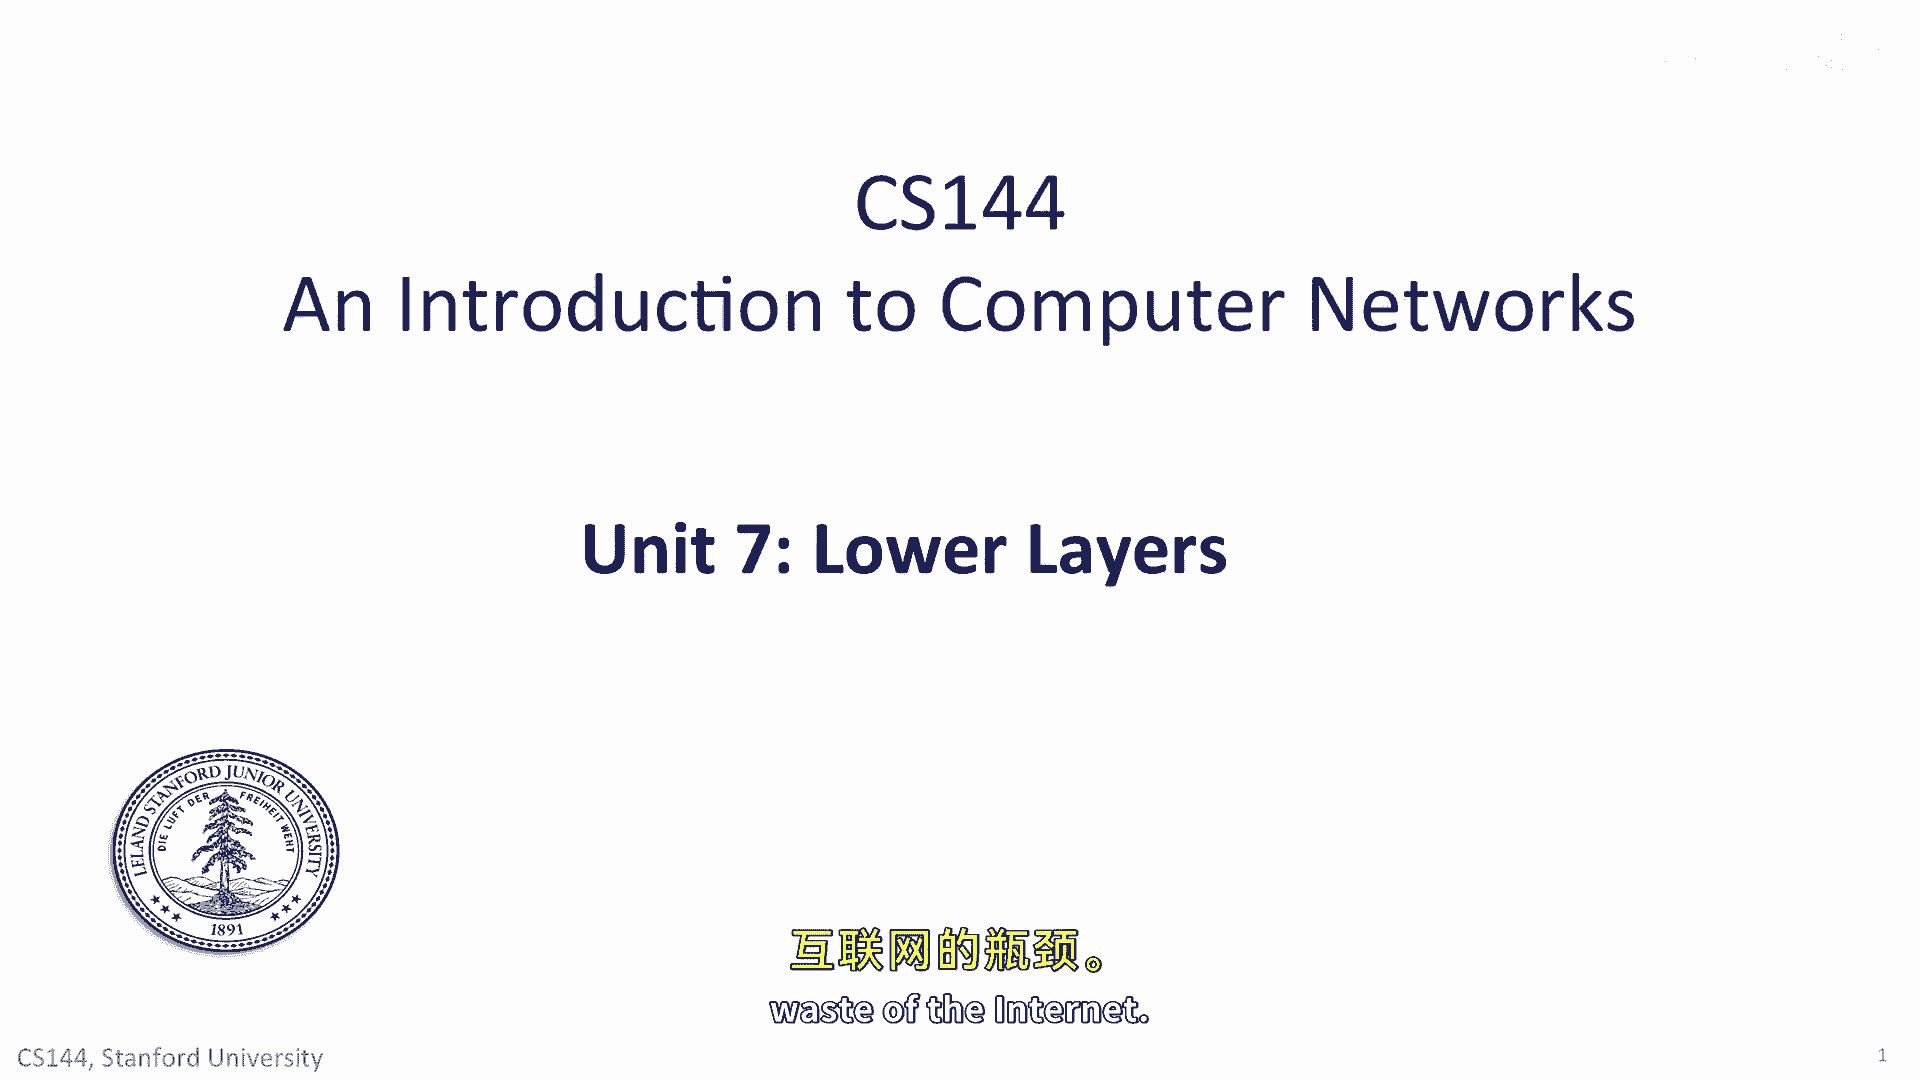 CS144
An Introduction to Computer Networks
Unit 7: Lower Layers
LELAND STANFORD JUNIOR UNIVERSITY
DIE LUFT DER FREIHEIT WEHT
1891
互联网的瓶颈。
waste of the Internet.
CS144, Stanford University
1